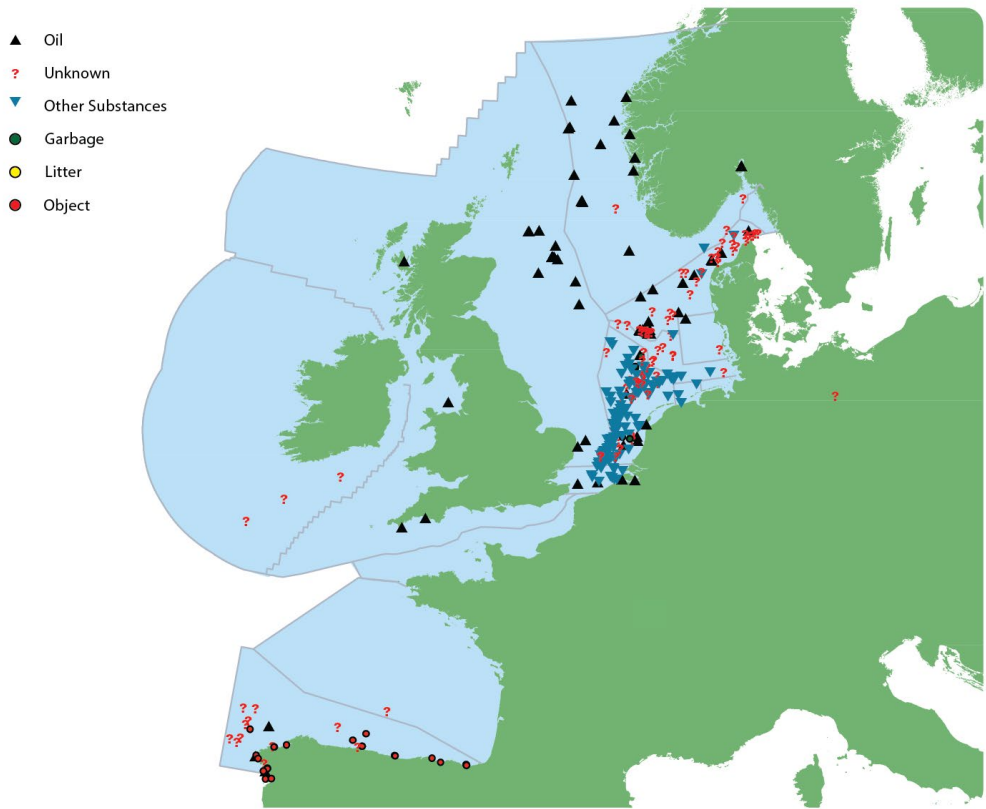 Oil
? Unknown
Other Substances
Garbage
Litter
Object